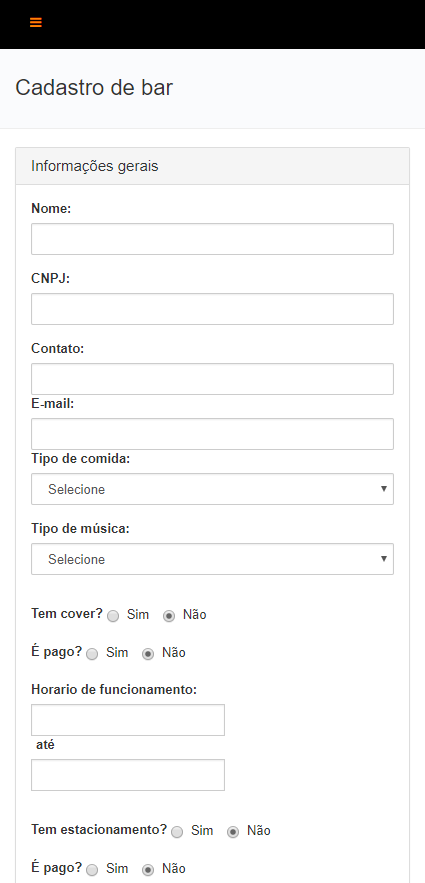 Cadastro de bar
Informações gerais
Nome:
CNPJ:
Contato:
E-mail:
Tipo de comida:
Selecione
Tipo de música:
Selecione
Tem cover? Sim Não
É pago? Sim Não
Horario de funcionamento:
até
Tem estacionamento? Sim Não
É pago? Sim Não